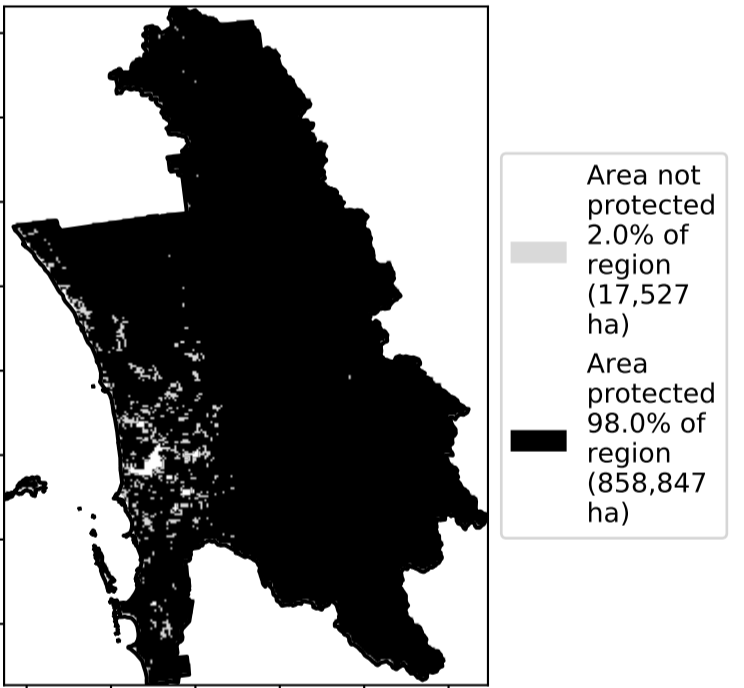 Area not
protected
2.0% of
region
(17,527
ha)
Area
protected
98.0% of
region
(858,847
ha)